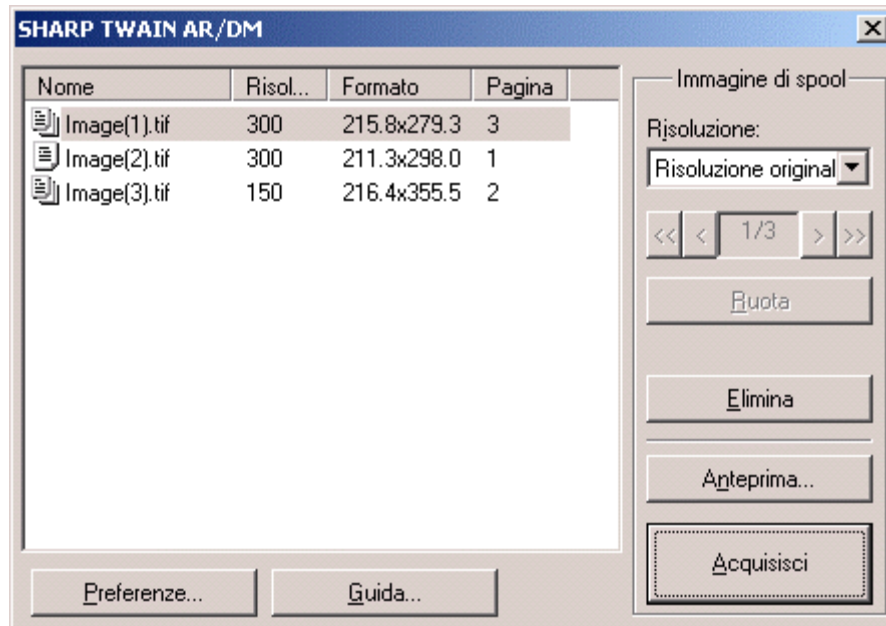 SHARP TWAIN AR/DM
Nome Risol... Formato Pagina
Image(1).tif 300 215.8x279.3 3
Image(2).tif 300 211.3x298.0 1
Image(3).tif 150 216.4x355.5 2
Immagine di spool
Risoluzione:
Risoluzione original
<< < 1/3 > >>
Ruota
Elimina
Anteprima...
Acquisisci
Preferenze... Guida...